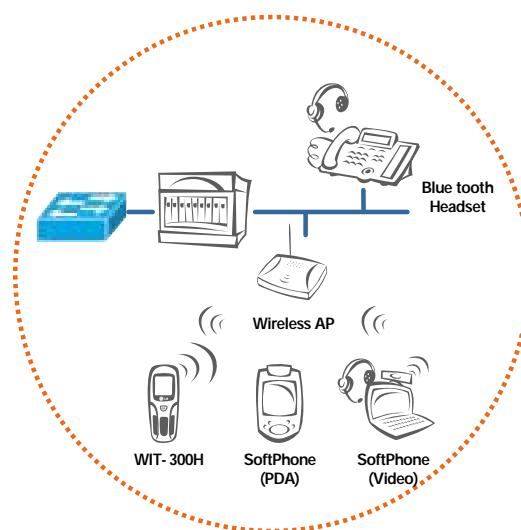 Blue tooth
Headset
Wireless AP
WIT- 300H
SoftPhone
(PDA)
SoftPhone
(Video)